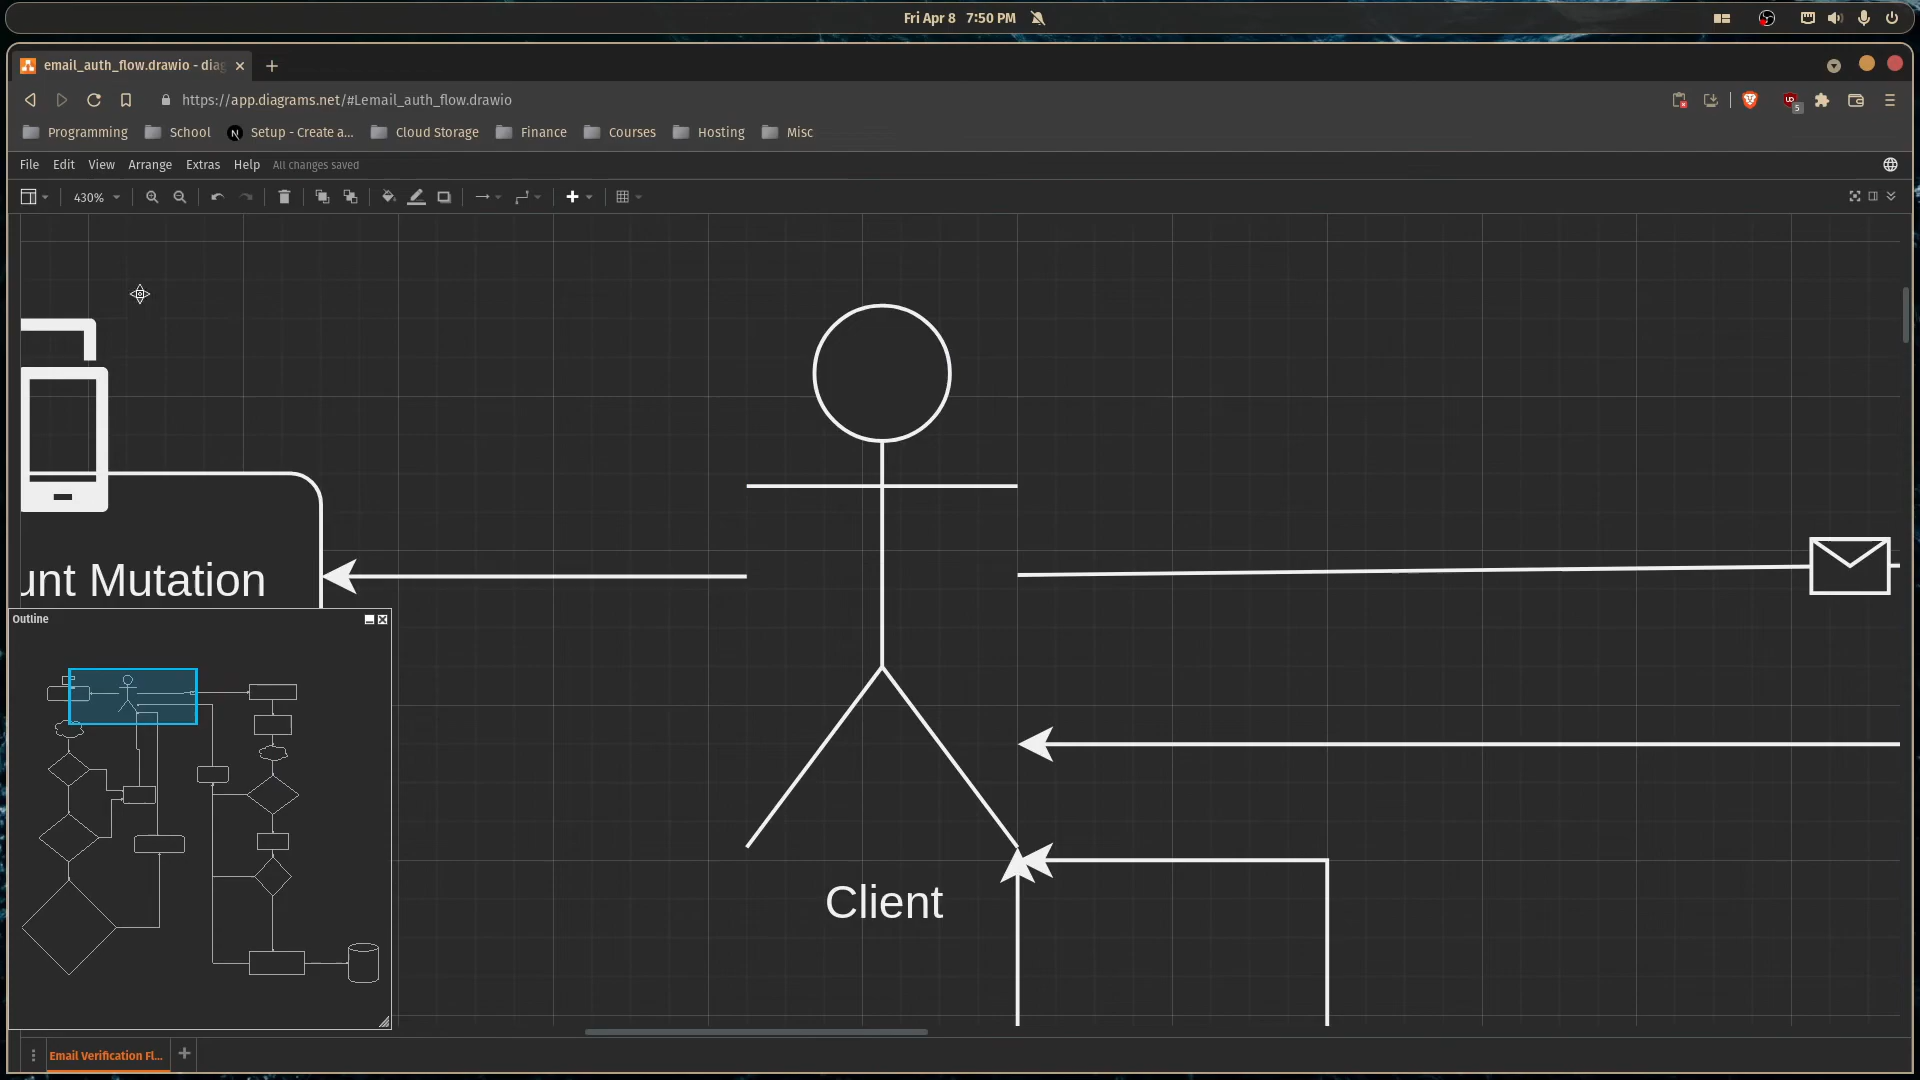 Fri Apr 8 7:50 PM
email_auth_flow.drawio - diag
https://app.diagrams.net/#Lemail_auth_flow.drawio
Programming School Setup - Create a... Cloud Storage Finance Courses Hosting Misc
5
File Edit View Arrange Extras Help All changes saved
430%
unt Mutation
Outline
Client
Email Verification Fl...